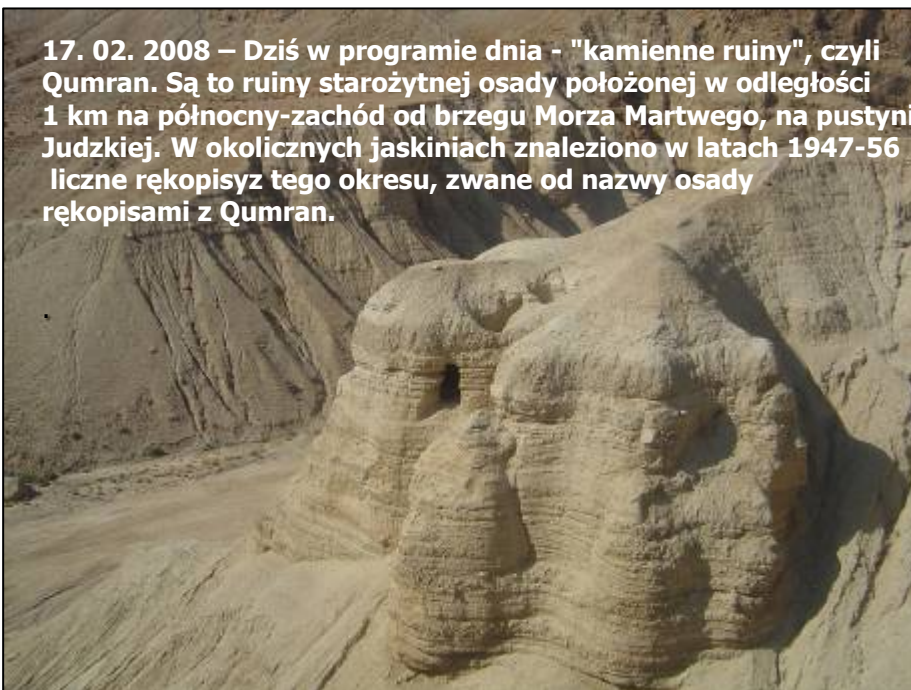 17. 02. 2008 – Dziś w programie dnia - "kamienne ruiny", czyli
Qumran. Są to ruiny starożytnej osady położonej w odległości
1 km na północny-zachód od brzegu Morza Martwego, na pustyni
Judzkiej. W okolicznych jaskiniach znaleziono w latach 1947-56
liczne rękopisyz tego okresu, zwane od nazwy osady
rękopisami z Qumran.
.